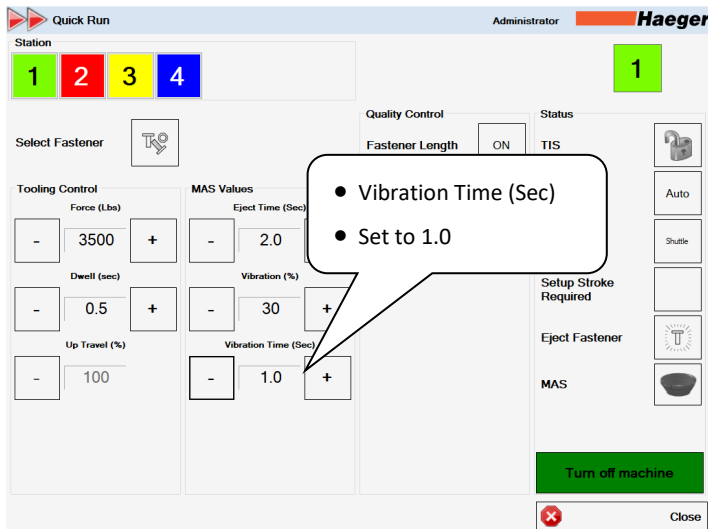 Quick Run
Administrator
Haeger
Station
1 2 3 4
1
Select Fastener
Quality Control
Fastener Length ON
Status
TIS
Auto
Shuttle
Setup Stroke
Required
Eject Fastener
MAS
Tooling Control
Force (Lbs)
- 3500 +
Dwell (sec)
- 0.5 +
Up Travel (%)
- 100
MAS Values
Eject Time (Sec)
- 2.0
Vibration (%)
- 30 +
Vibration Time (Sec)
- 1.0 +
• Vibration Time (Sec)
• Set to 1.0
Turn off machine
Close